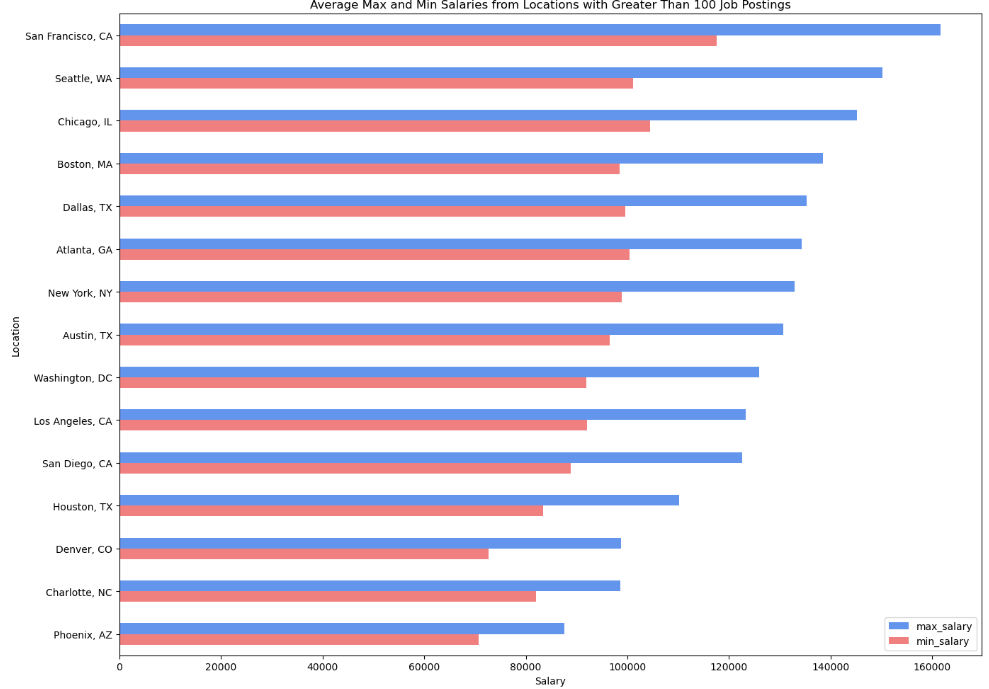 Average Max and Min Salaries from Locations with Greater Than 100 Job Postings
San Francisco, CA
Seattle, WA
Chicago, IL
Boston, MA
Dallas, TX
Atlanta, GA
New York, NY
Austin, TX
Washington, DC
Los Angeles, CA
San Diego, CA
Houston, TX
Denver, CO
Charlotte, NC
Phoenix, AZ
Location
max_salary
min_salary
0 20000 40000 60000 80000 100000 120000 140000 160000
Salary